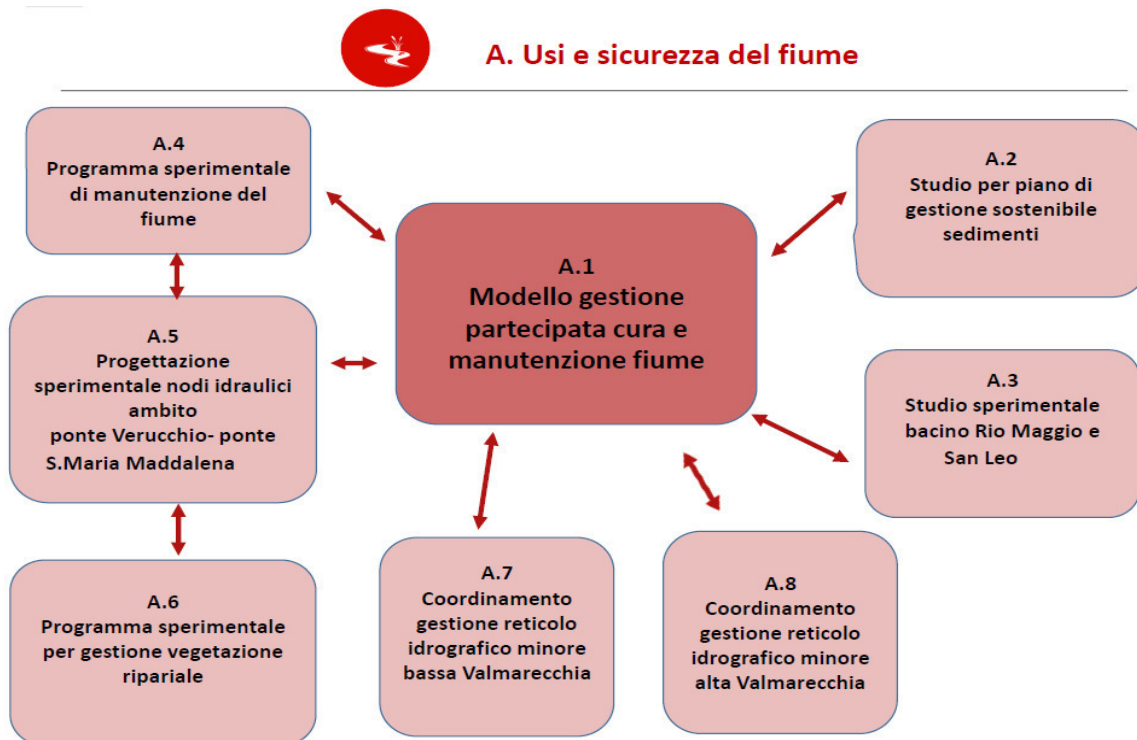 A. Usi e sicurezza del fiume
A.4
Programma sperimentale
di manutenzione del
fiume
A.2
Studio per piano di
gestione sostenibile
sedimenti
A.1
Modello gestione
partecipata cura e
manutenzione fiume
A.5
Progettazione
sperimentale nodi idraulici
ambito
ponte Verucchio- ponte
S.Maria Maddalena
A.3
Studio sperimentale
bacino Rio Maggio e
San Leo
A.6
Programma sperimentale
per gestione vegetazione
ripariale
A.7
Coordinamento
gestione reticolo
idrografico minore
bassa Valmarecchia
A.8
Coordinamento
gestione reticolo
idrografico minore
alta Valmarecchia